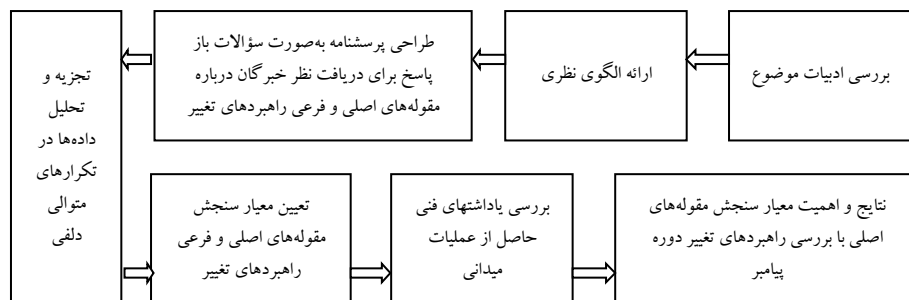 بررسی ادبیات موضوع
ارائه الگوی نظری
طراحی پرسشنامه به‌صورت سؤالات باز
پاسخ برای دریافت نظر خبرگان درباره
مقوله‌های اصلی و فرعی راهبردهای تغییر
تجزیه و
تحلیل
داده‌ها در
تکرارهای
متوالی
دلفی
تعیین معیار سنجش
مقوله‌های اصلی و فرعی
راهبردهای تغییر
بررسی یاداشتهای فنی
حاصل از عملیات
میدانی
نتایج و اهمیت معیار سنجش مقوله‌های
اصلی با بررسی راهبردهای تغییر دوره
پیامبر